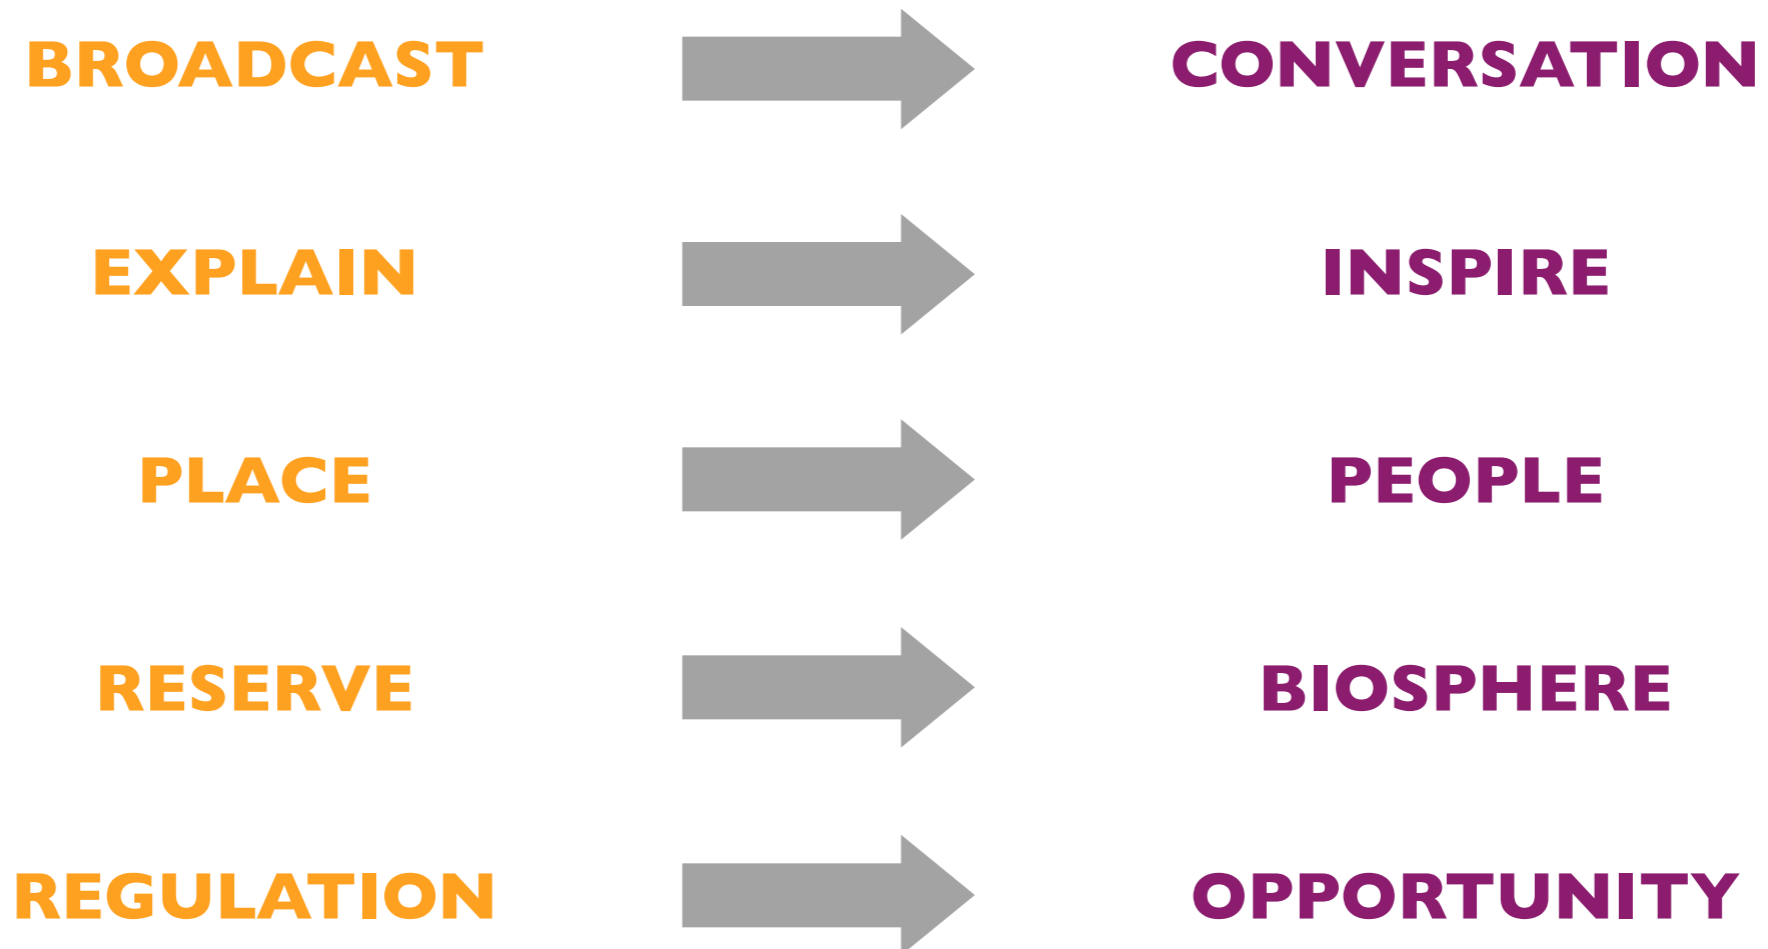 BROADCAST CONVERSATION
EXPLAIN INSPIRE
PLACE PEOPLE
RESERVE BIOSPHERE
REGULATION OPPORTUNITY